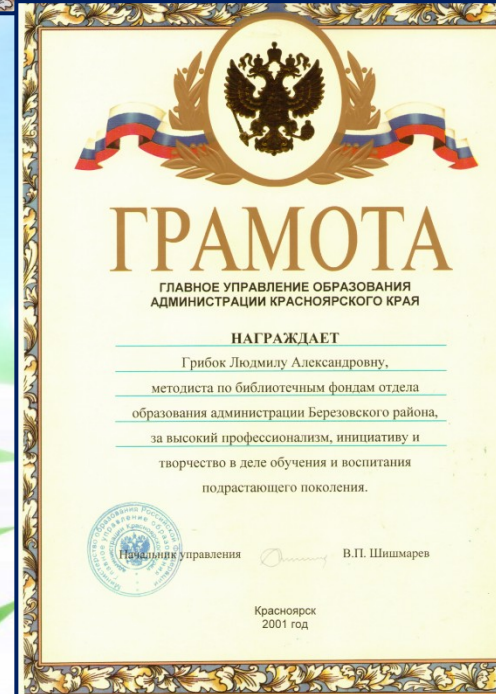 ГРАМОТА
ГЛАВНОЕ УПРАВЛЕНИЕ ОБРАЗОВАНИЯ
АДМИНИСТРАЦИИ КРАСНОЯРСКОГО КРАЯ
НАГРАЖДАЕТ
Грибок Людмилу Александровну,
методиста по библиотечным фондам отдела
образования администрации Березовского района,
за высокий профессионализм, инициативу и
творчество в деле обучения и воспитания
подрастающего поколения.
Начальник управления В.П. Шишмарев
Красноярск
2001 год